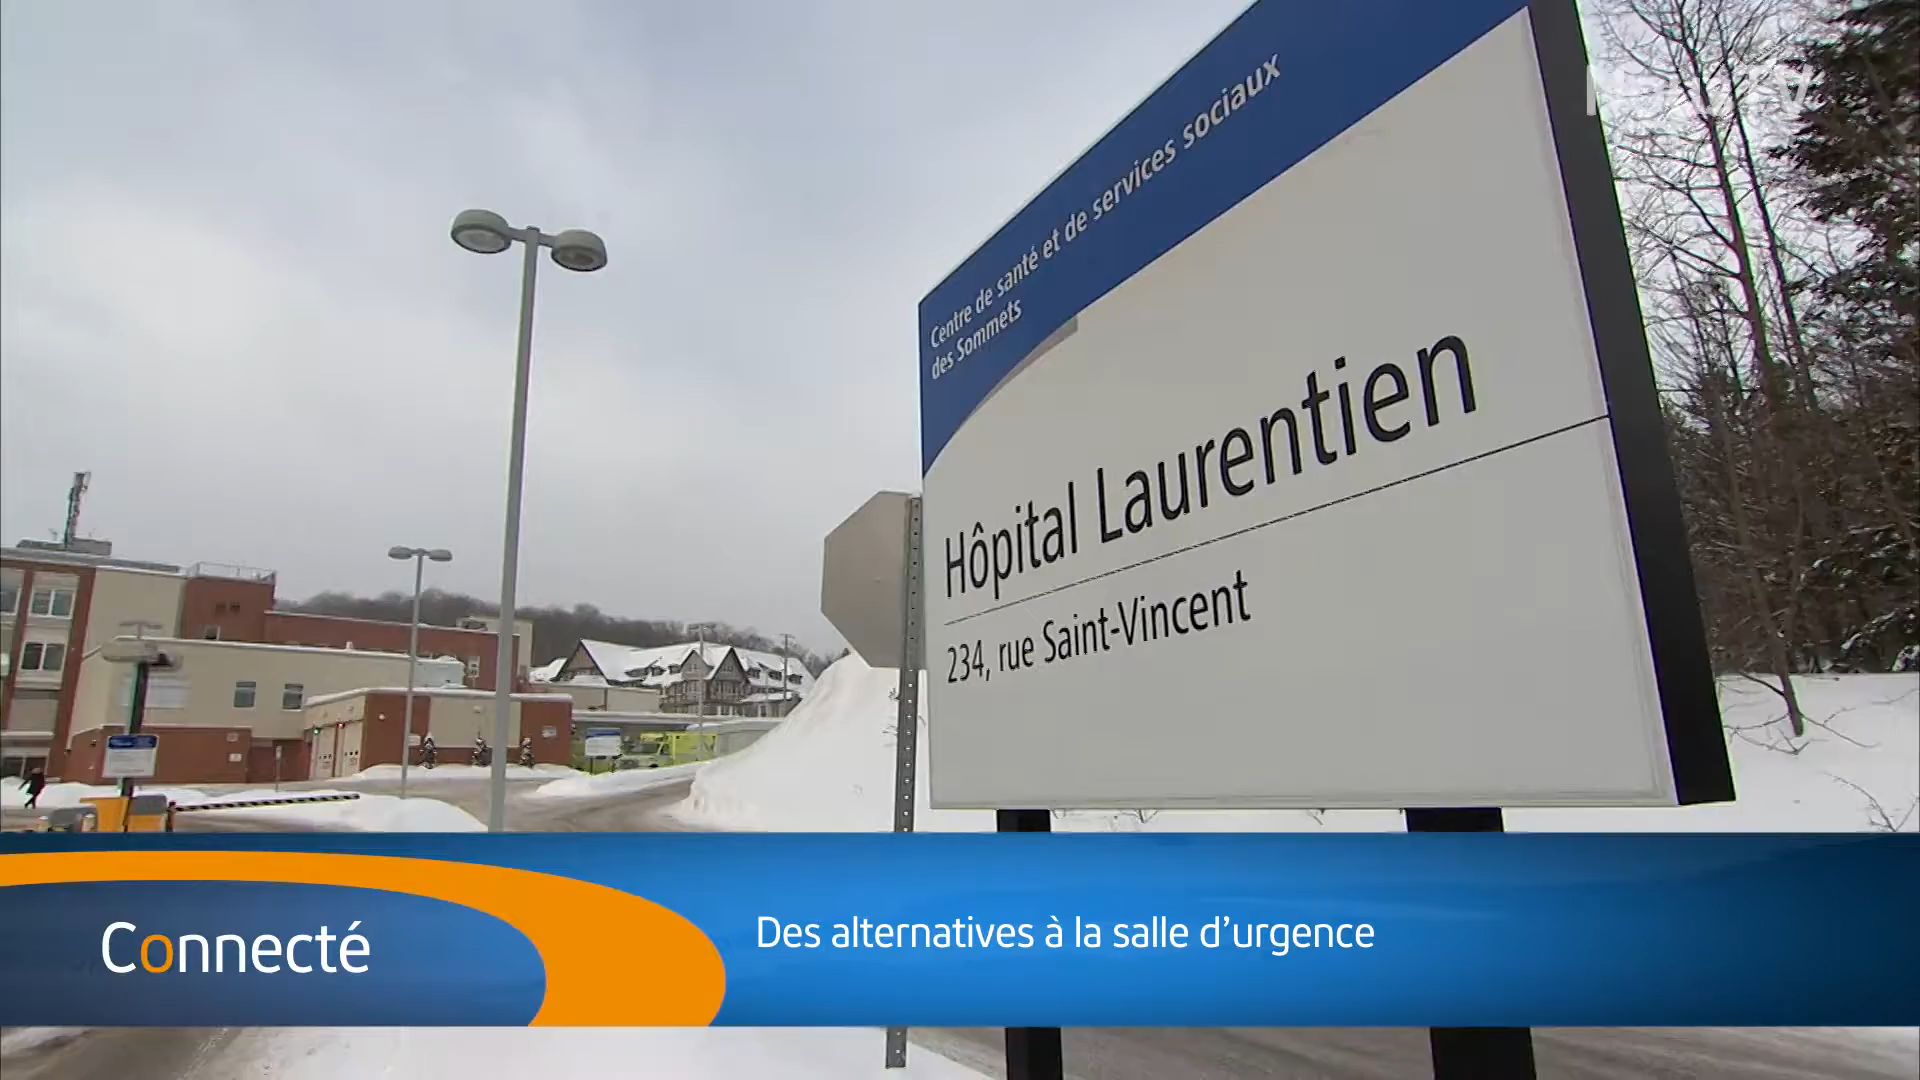 Centre de santé et de services sociaux
des Sommets
Hôpital Laurentien
234, rue Saint-Vincent
Connecté
Des alternatives à la salle d’urgence